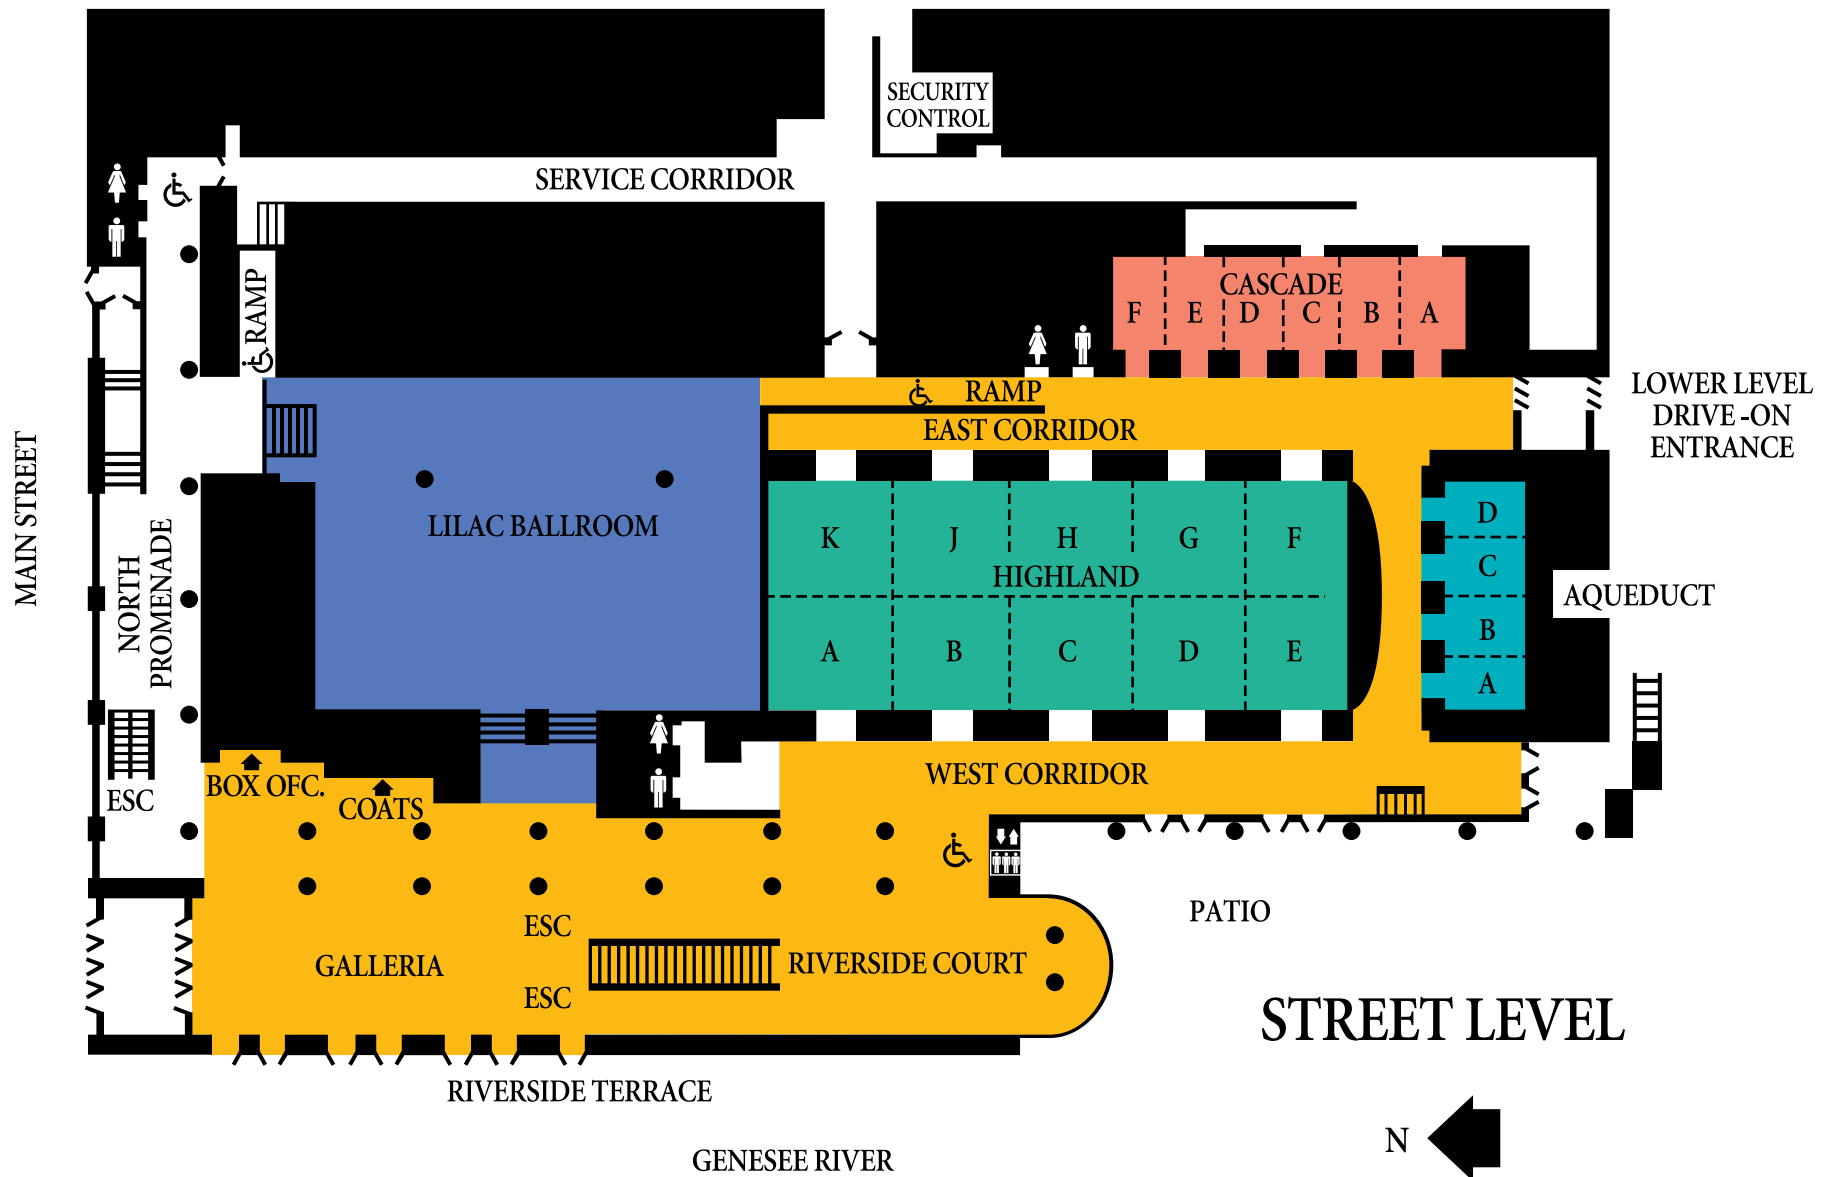 SECURITY
CONTROL
SERVICE CORRIDOR
RAMP
CASCADE
F E D C B A
RAMP
EAST CORRIDOR
LOWER LEVEL
DRIVE -ON
ENTRANCE
MAIN STREET
NORTH
PROMENADE
LILAC BALLROOM
K J H G F
HIGHLAND
A B C D E
D
C
B
A
AQUEDUCT
ESC
BOX OFC.
COATS
WEST CORRIDOR
PATIO
ESC
GALLERIA
RIVERSIDE COURT
ESC
STREET LEVEL
RIVERSIDE TERRACE
N
GENESEE RIVER